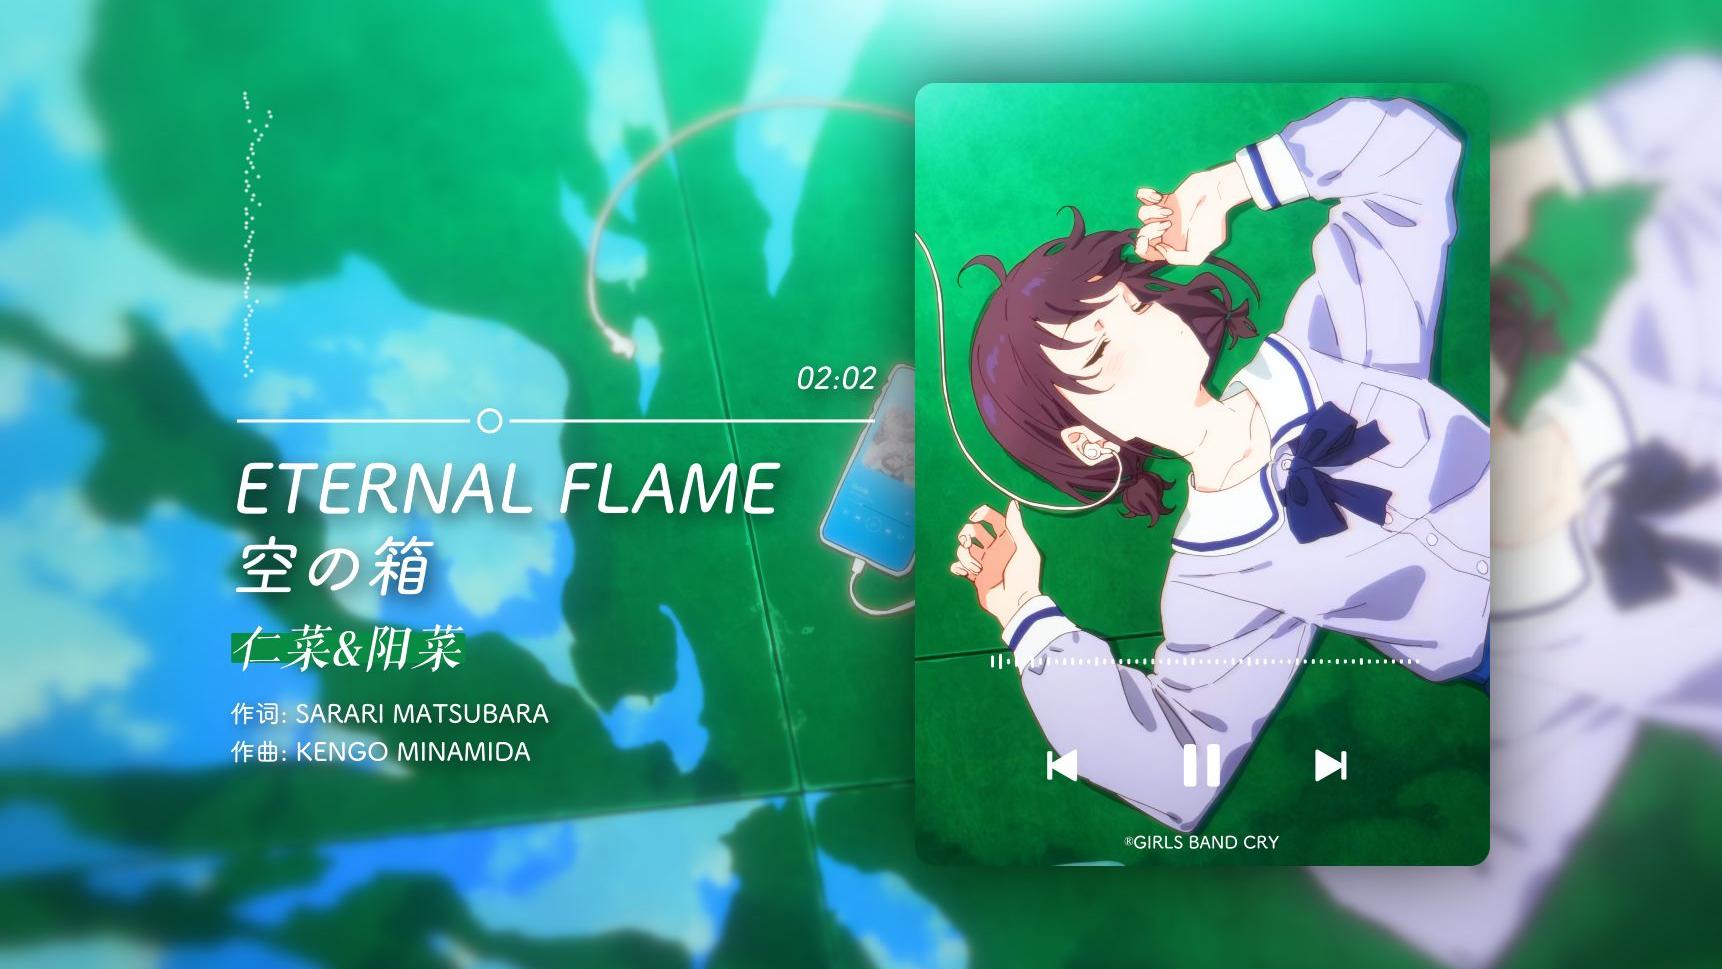 02:02
ETERNAL FLAME
空の箱
仁菜&阳菜
作词: SARARI MATSUBARA
作曲: KENGO MINAMIDA
®GIRLS BAND CRY